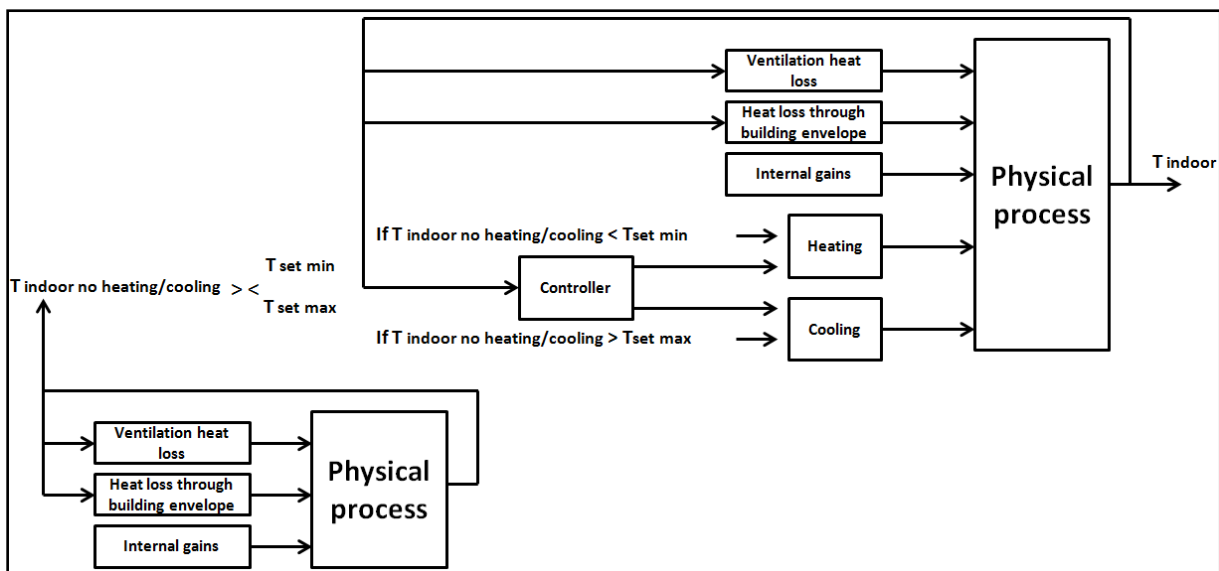 Ventilation heat
loss
Heat loss through
building envelope
Internal gains
Physical
process
T indoor
If T indoor no heating/cooling < Tset min
Heating
Controller
Cooling
If T indoor no heating/cooling > Tset max
T set min
T indoor no heating/cooling > <
T set max
Ventilation heat
loss
Heat loss through
building envelope
Internal gains
Physical
process